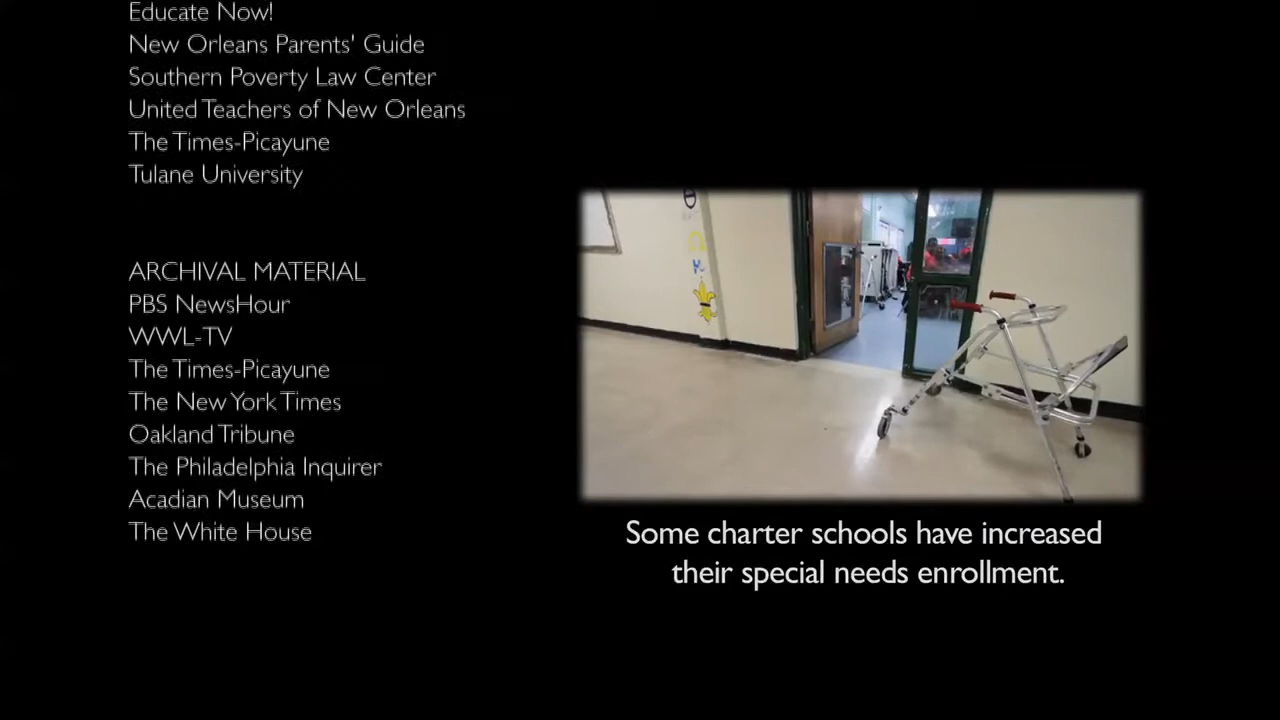 Educate Now!
New Orleans Parents' Guide
Southern Poverty Law Center
United Teachers of New Orleans
The Times-Picayune
Tulane University
ARCHIVAL MATERIAL
PBS NewsHour
WWL-TV
The Times-Picayune
The New York Times
Oakland Tribune
The Philadelphia Inquirer
Acadian Museum
The White House
Some charter schools have increased
their special needs enrollment.